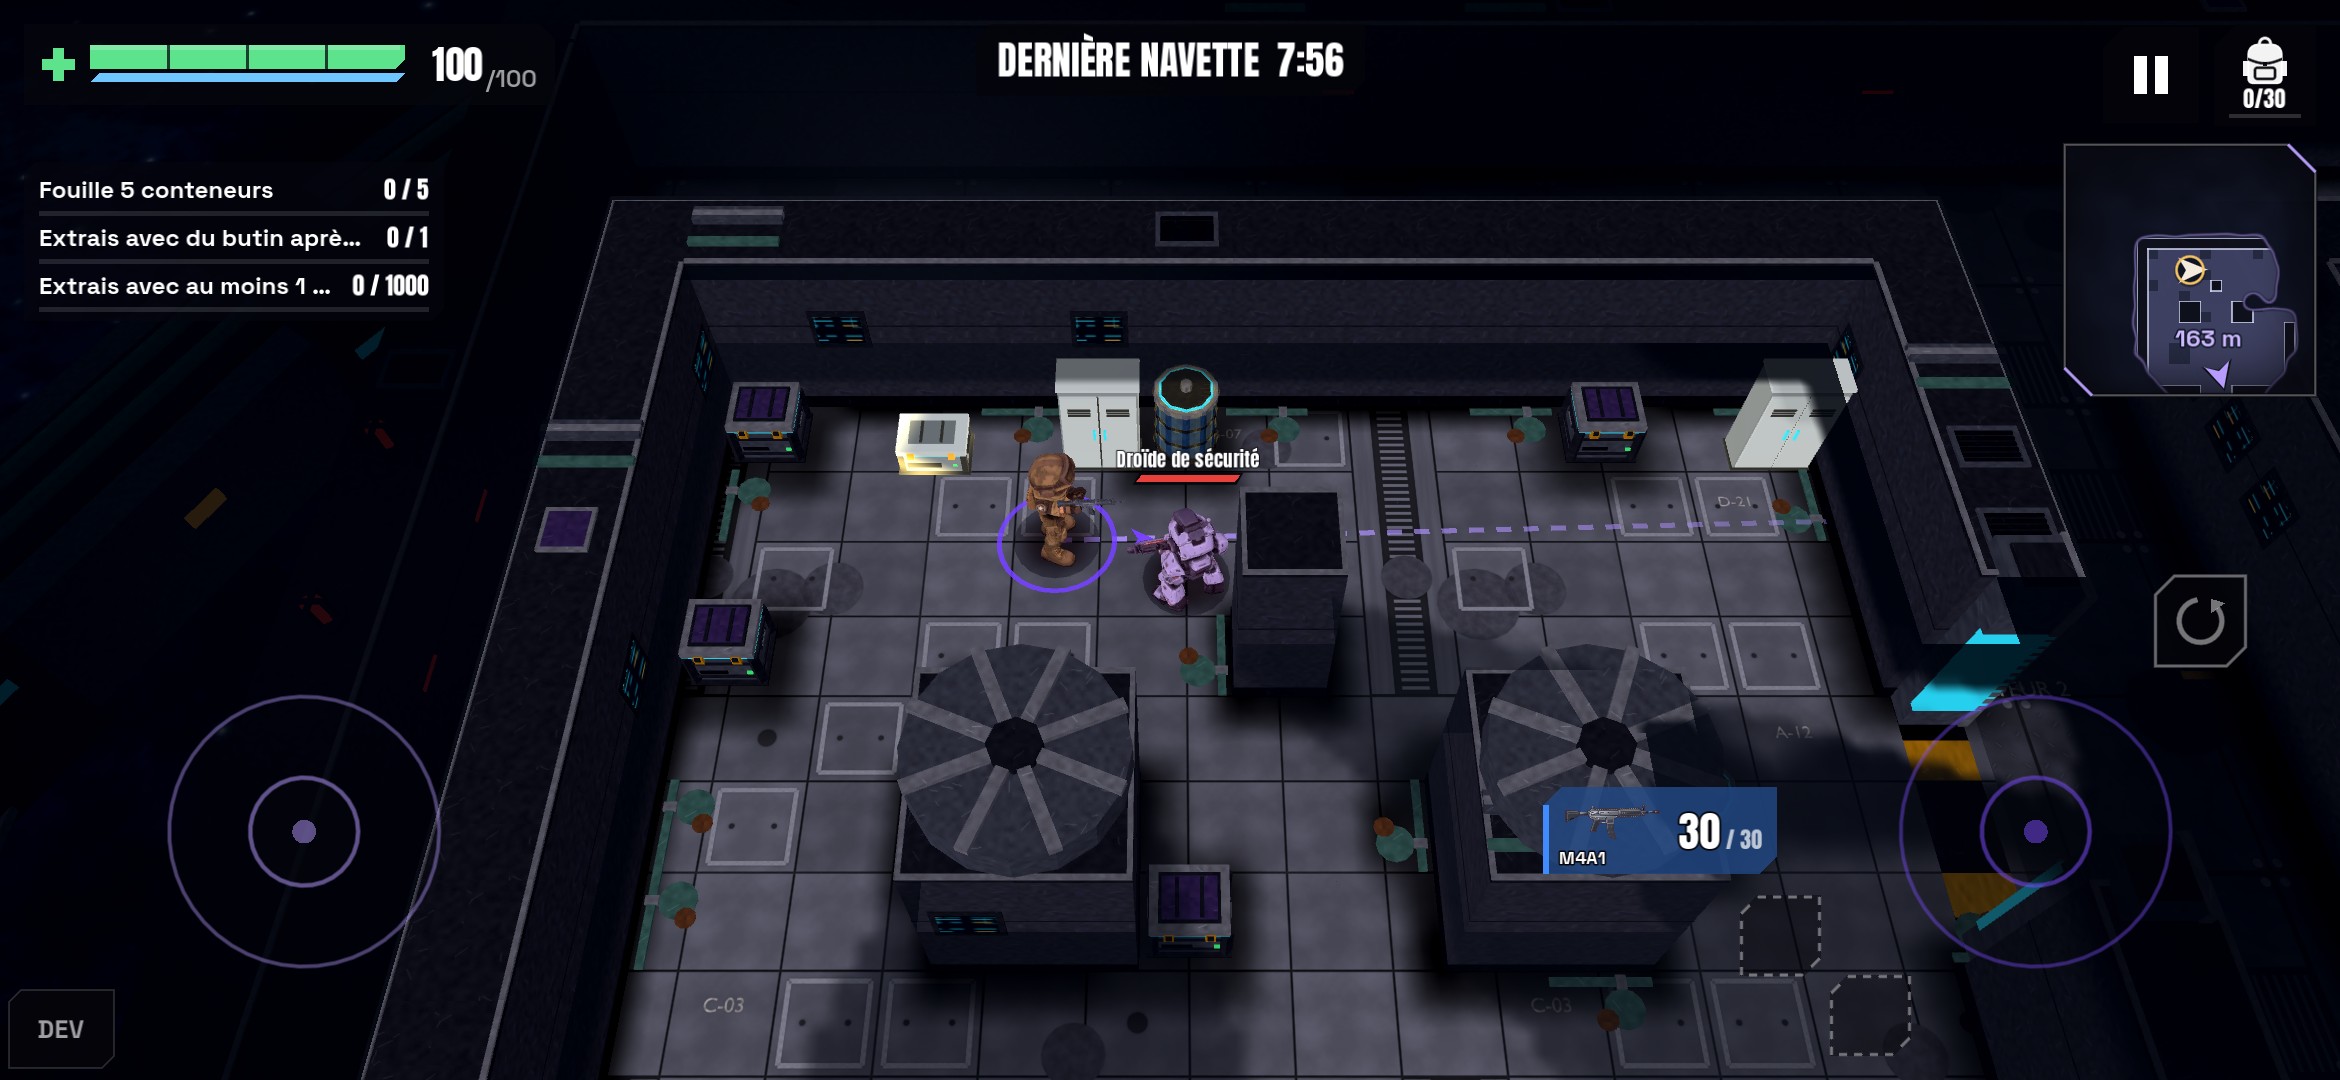 100/100
DERNIÈRE NAVETTE 7:56
0/30
Fouille 5 conteneurs 0 / 5
Extrais avec du butin aprè... 0 / 1
Extrais avec au moins 1 ... 0 / 1000
163 m
Droïde de sécurité
D-21
A-12
30 / 30
M4A1
C-03
C-03
DEV